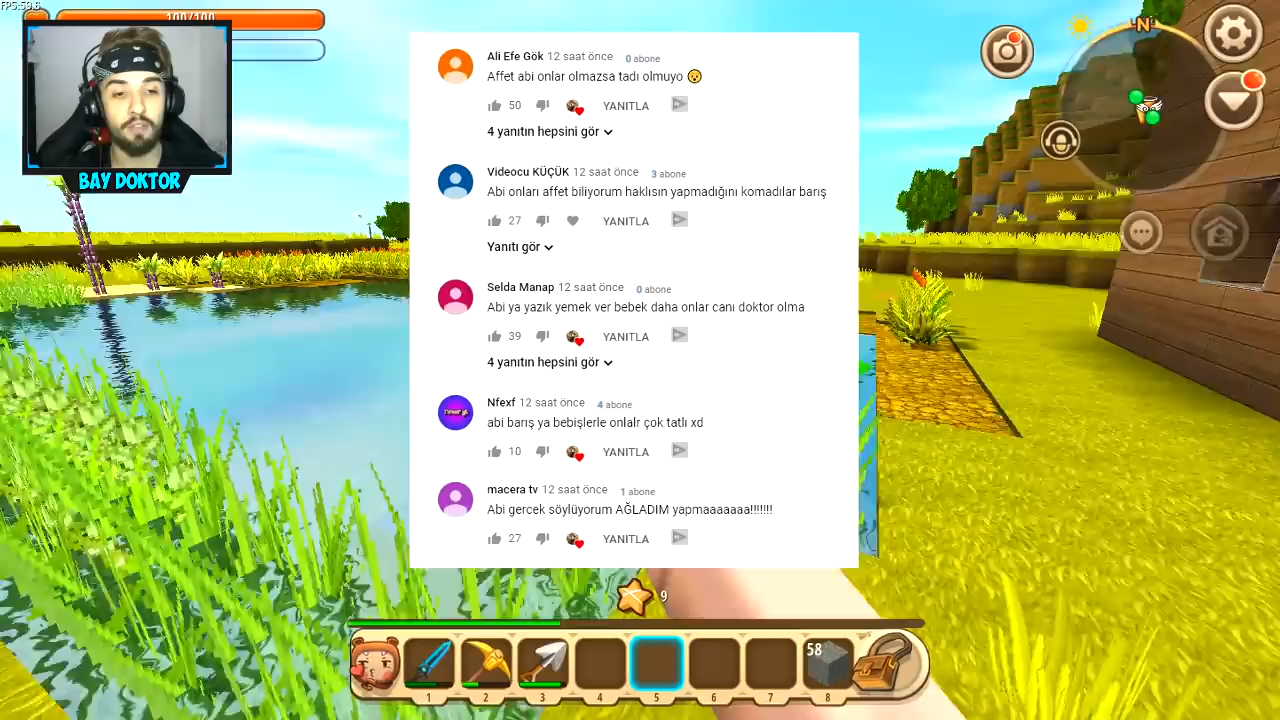 FPS:59.6
100/100
BAY DOKTOR
N
Ali Efe Gök 12 saat önce 0 abone
Affet abi onlar olmazsa tadı olmuyo 😯
50 YANITLA
4 yanıtın hepsini gör
Videocu KÜÇÜK 12 saat önce 3 abone
Abi onları affet biliyorum haklısın yapmadığını komadılar barış
27 YANITLA
Yanıtı gör
Selda Manap 12 saat önce 0 abone
Abi ya yazık yemek ver bebek daha onlar canı doktor olma
39 YANITLA
4 yanıtın hepsini gör
Nfexf 12 saat önce 4 abone
abi barış ya bebişlerle onlalr çok tatlı xd
10 YANITLA
macera tv 12 saat önce 1 abone
Abi gercek söylüyorum AĞLADIM yapmaaaaaaa!!!!!!!
27 YANITLA
9
58
1 2 3 4 5 6 7 8